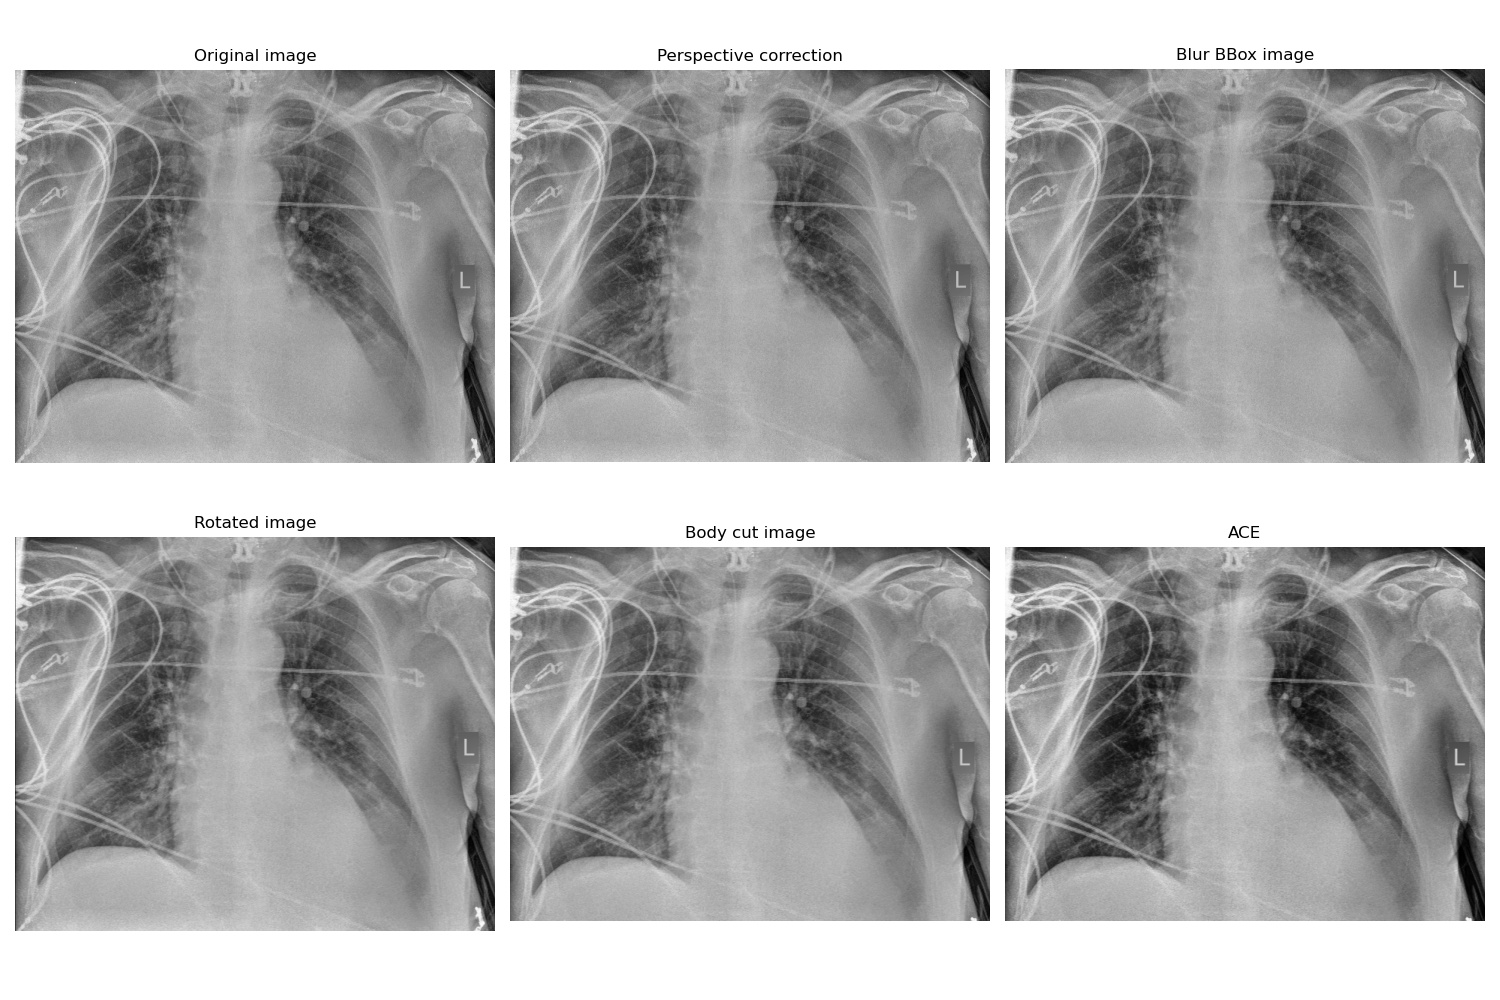 Original image
Perspective correction
Blur BBox image
L
L
L
Rotated image
Body cut image
ACE
L
L
L